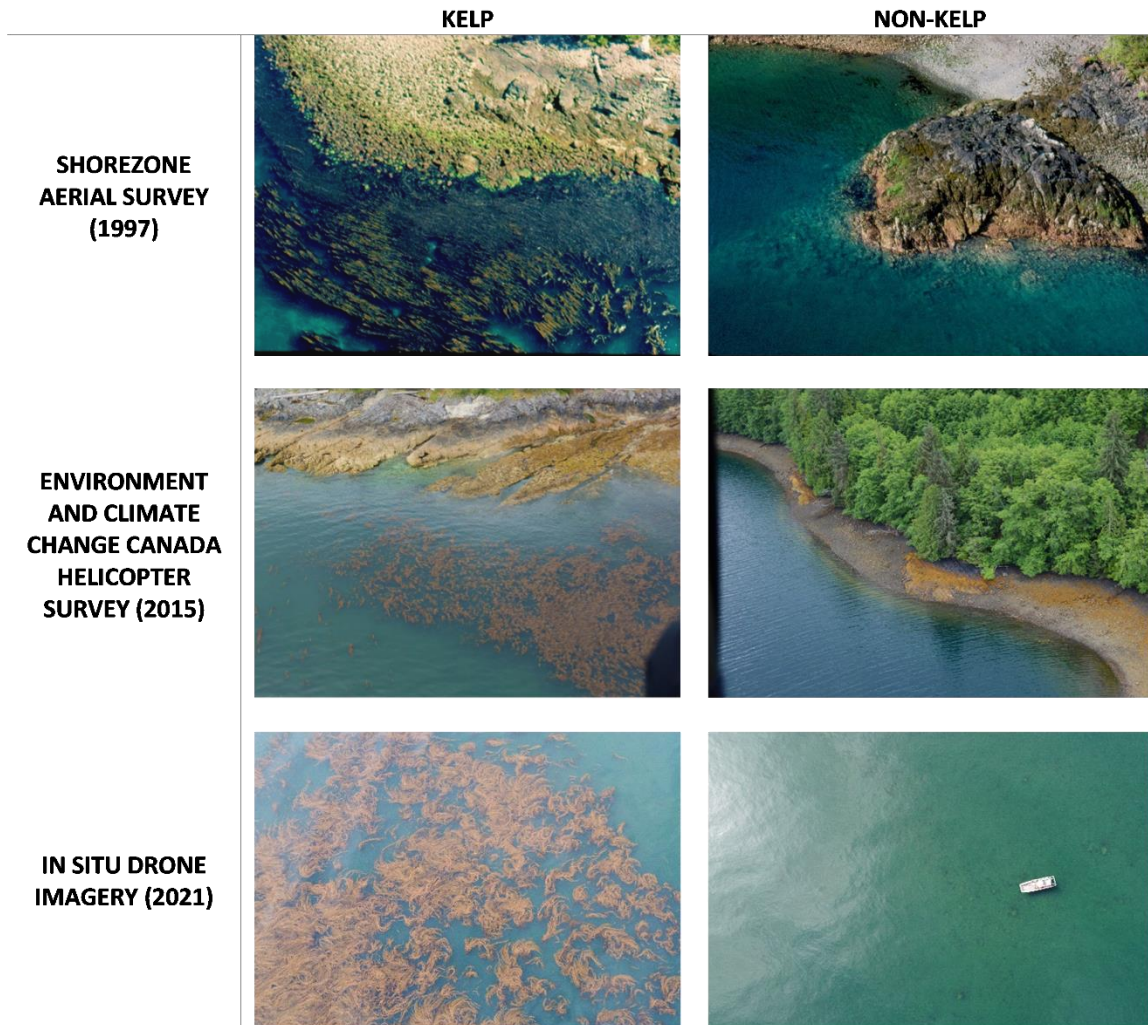 KELP
NON-KELP
SHOREZONE
AERIAL SURVEY
(1997)
ENVIRONMENT
AND CLIMATE
CHANGE CANADA
HELICOPTER
SURVEY (2015)
IN SITU DRONE
IMAGERY (2021)